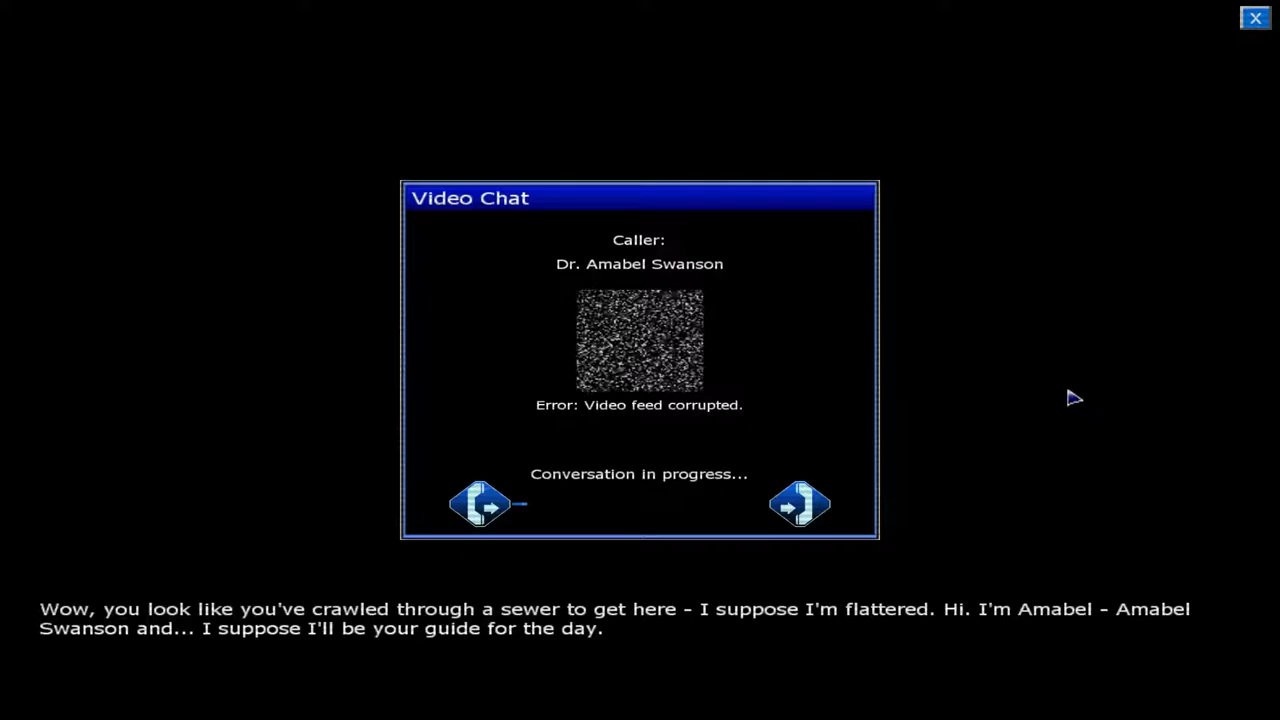 X
Video Chat
Caller:
Dr. Amabel Swanson
Error: Video feed corrupted.
Conversation in progress...
Wow, you look like you've crawled through a sewer to get here - I suppose I'm flattered. Hi. I'm Amabel - Amabel
Swanson and... I suppose I'll be your guide for the day.